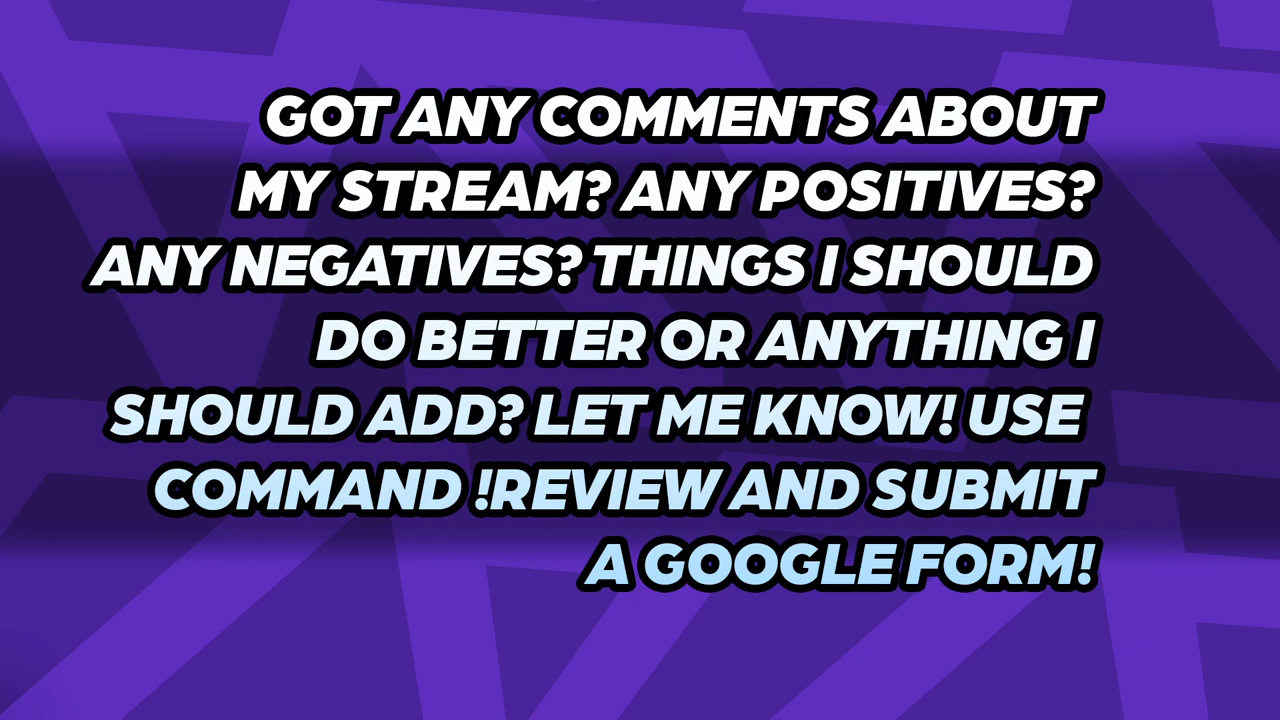 GOT ANY COMMENTS ABOUT
MY STREAM? ANY POSITIVES?
ANY NEGATIVES? THINGS I SHOULD
DO BETTER OR ANYTHING I
SHOULD ADD? LET ME KNOW! USE
COMMAND !REVIEW AND SUBMIT
A GOOGLE FORM!